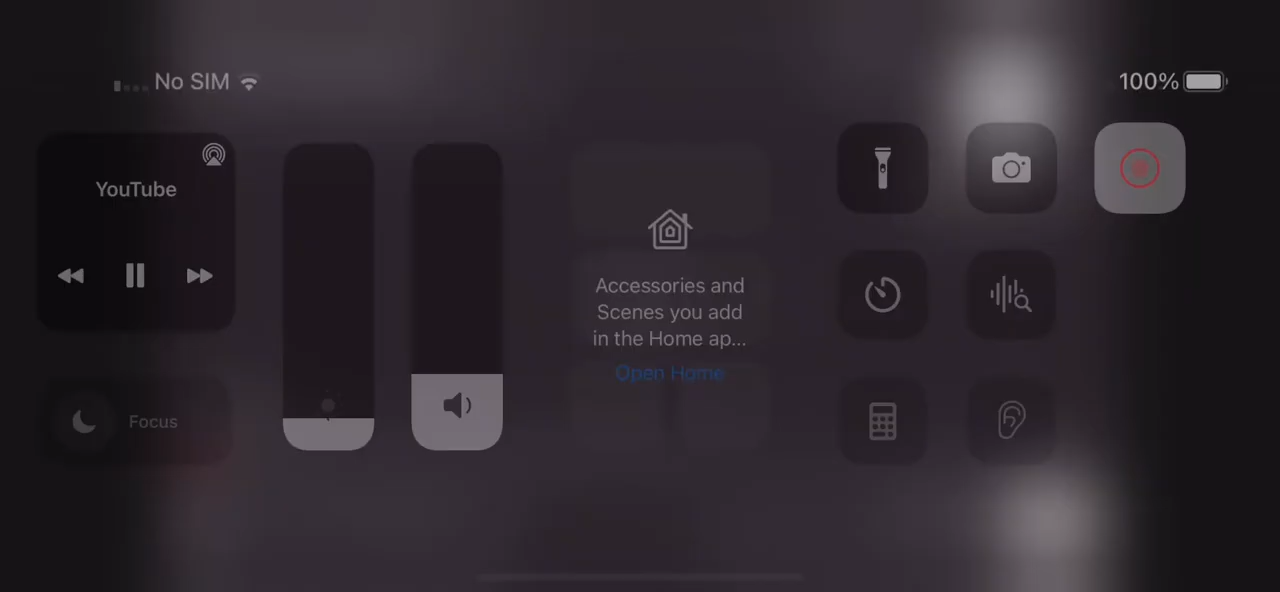 No SIM
100%
YouTube
Accessories and
Scenes you add
in the Home ap...
Open Home
Focus